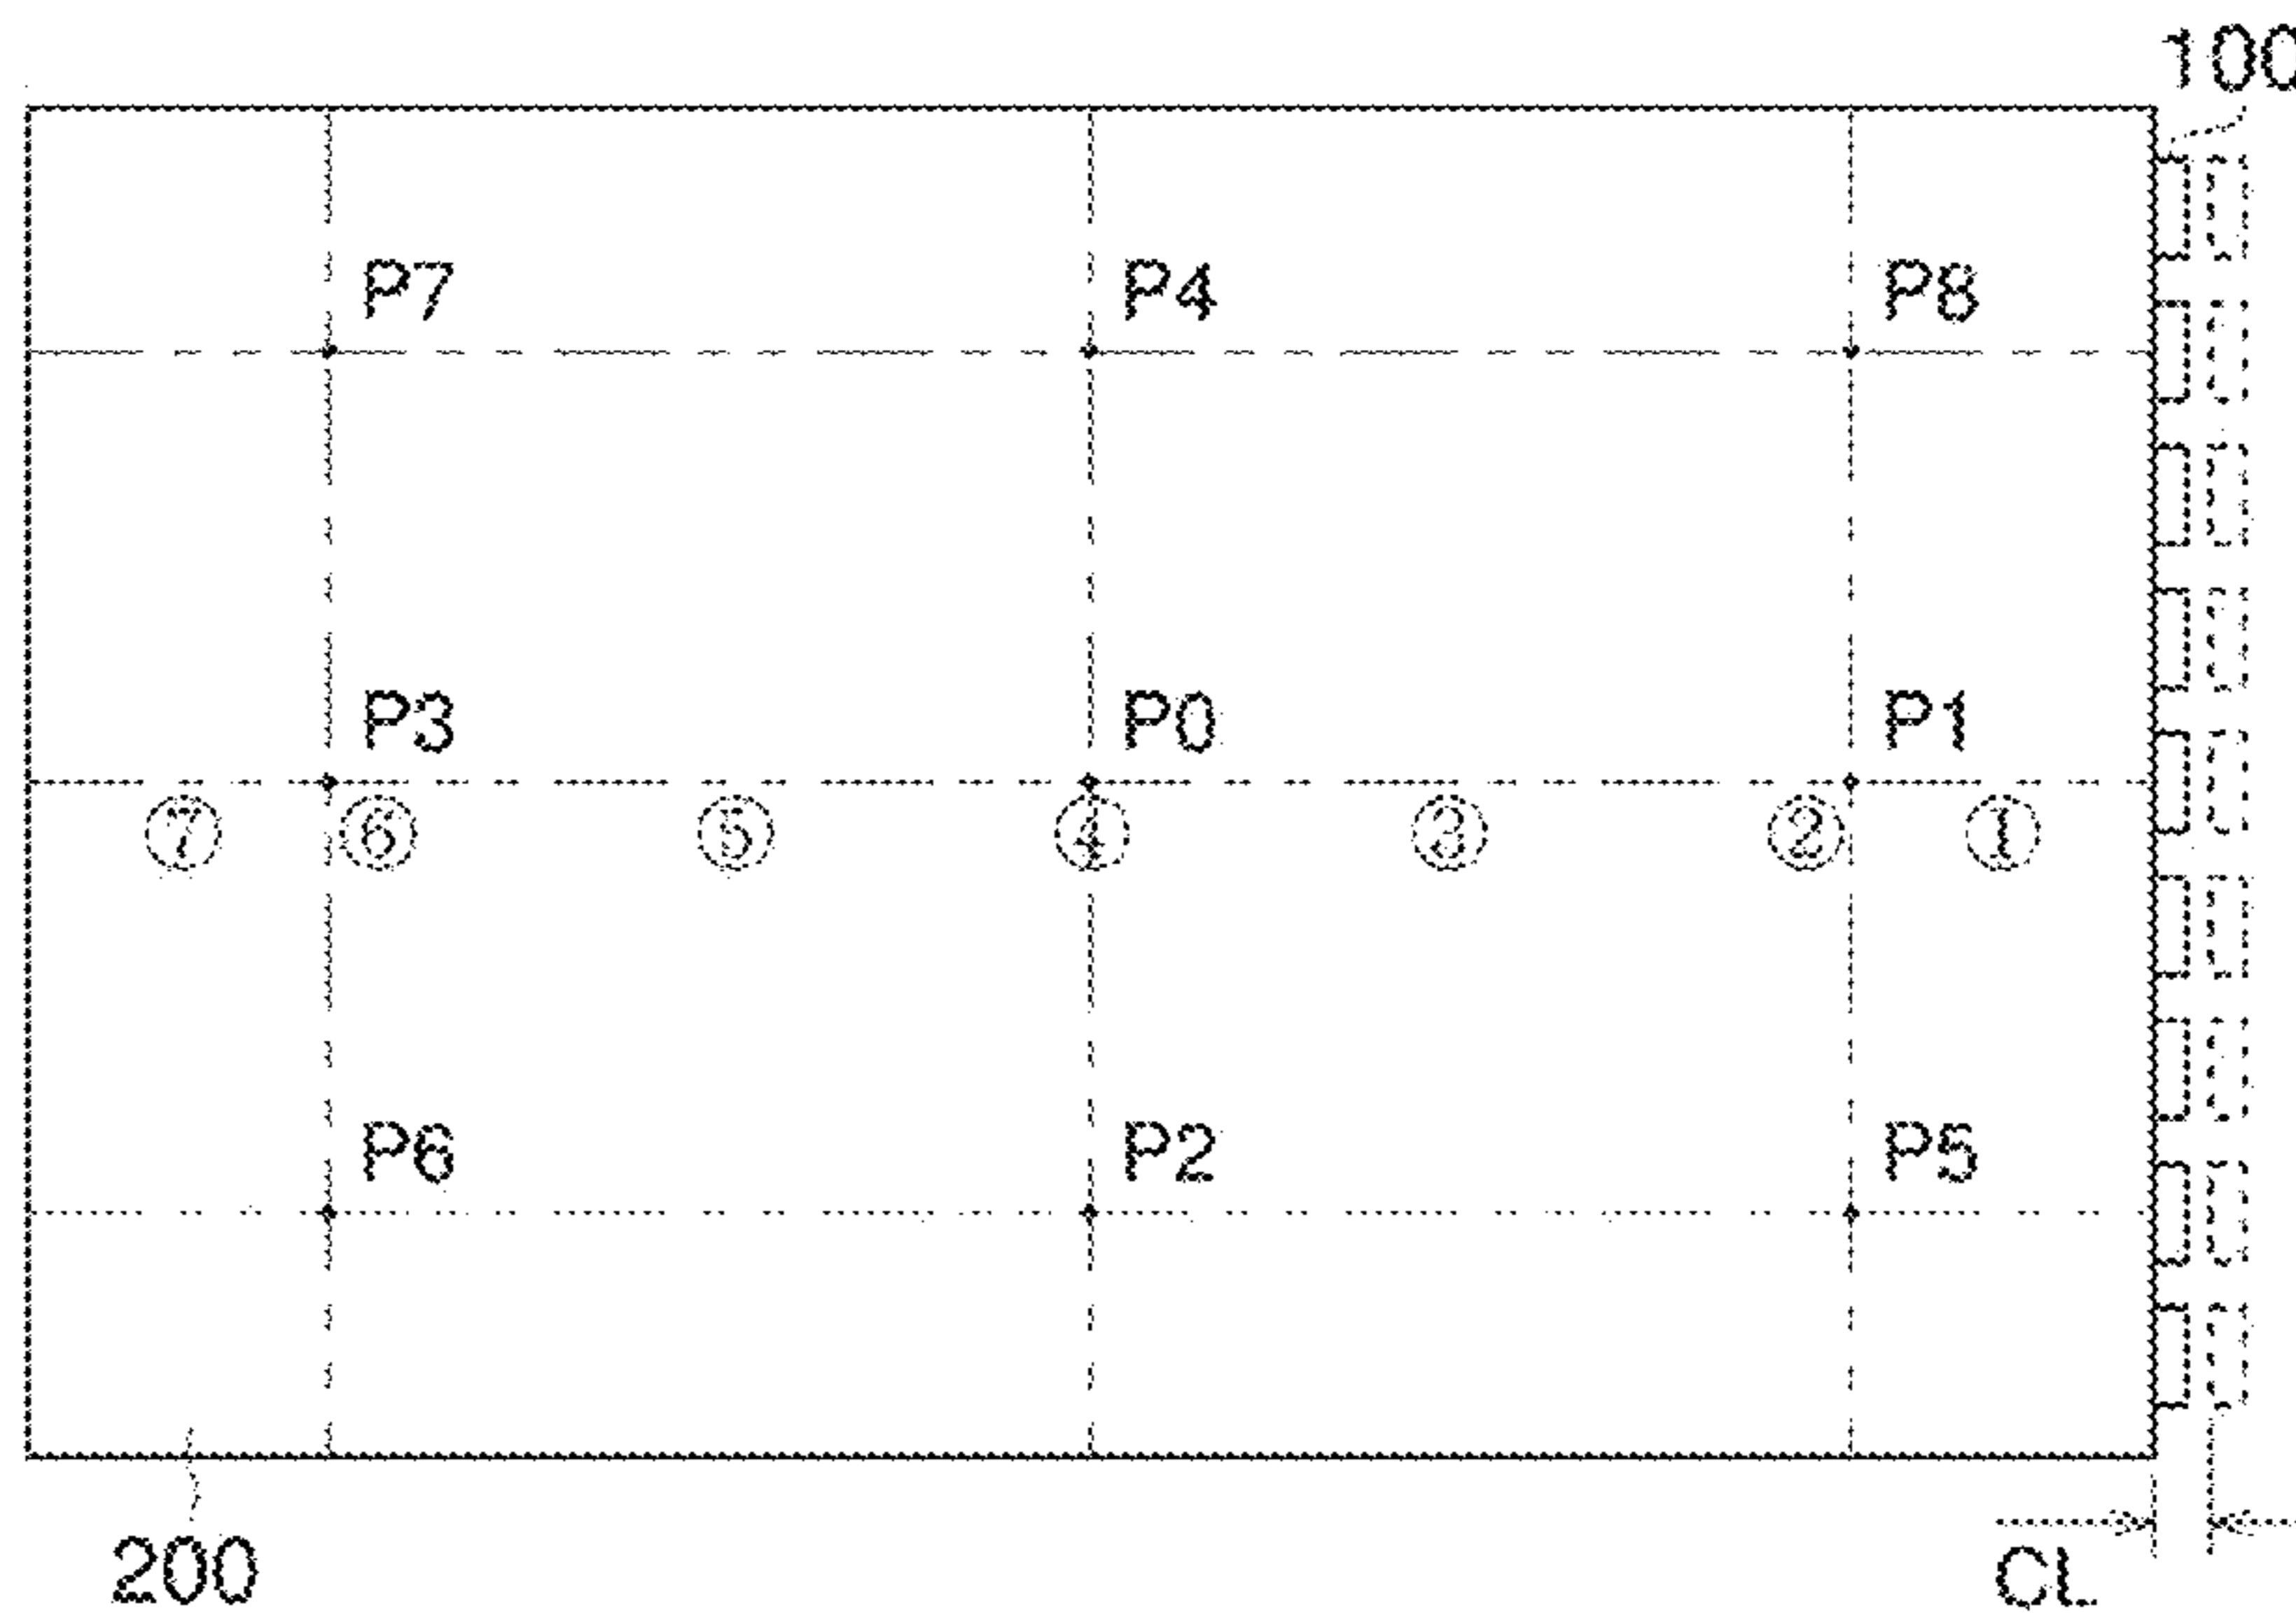 100
P7 P4 P8
P3 P0 P1
⑦ ⑥ ⑤ ④ ③ ② ①
P6 P2 P5
200 CL